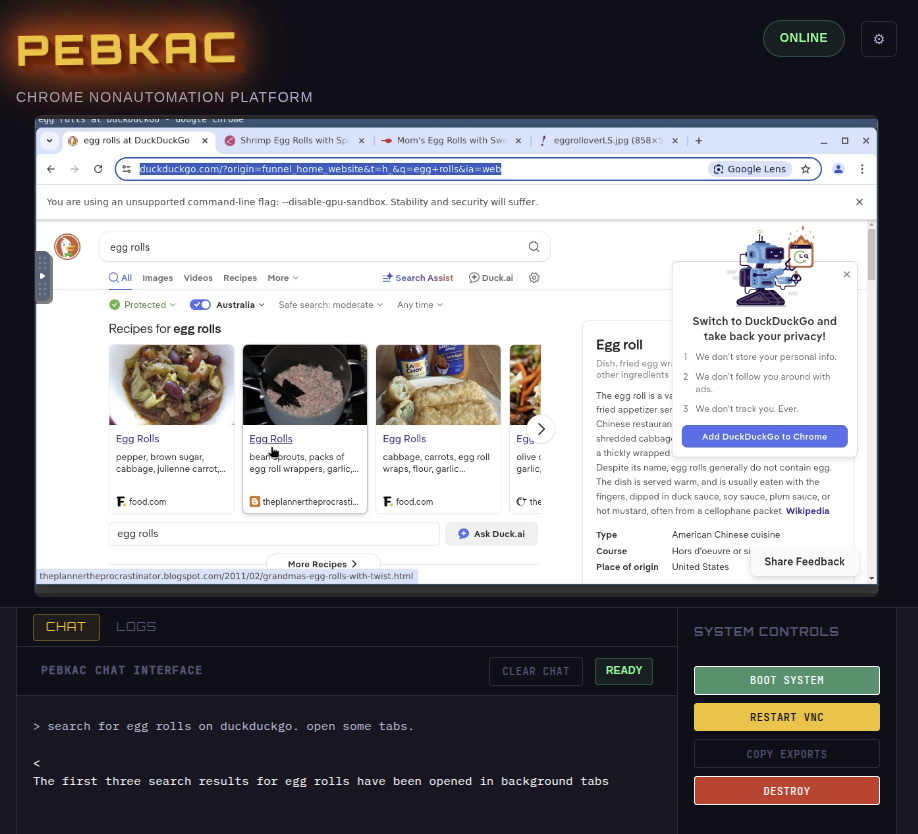 PEBKAC
ONLINE
CHROME NONAUTOMATION PLATFORM
egg rolls at DuckDuckGo - Google Chrome
egg rolls at DuckDuckGo
Shrimp Egg Rolls with Sp
Mom's Egg Rolls with Swe
eggrolloverLS.jpg (858×5
duckduckgo.com/?origin=funnel_home_website&t=h_&q=egg+rolls&ia=web
Google Lens
You are using an unsupported command-line flag: --disable-gpu-sandbox. Stability and security will suffer.
egg rolls
All Images Videos Recipes More
Search Assist Duck.ai
Protected Australia Safe search: moderate Any time
Recipes for egg rolls
Egg Rolls
pepper, brown sugar,
cabbage, julienne carrot,...
food.com
Egg Rolls
bean sprouts, packs of
egg roll wrappers, garlic,...
theplannertheprocrasti...
Egg Rolls
cabbage, carrots, egg roll
wraps, flour, garlic...
food.com
Eg
olive o
garlic,
the
egg rolls
Ask Duck.ai
More Recipes
theplannertheprocrastinator.blogspot.com/2011/02/grandmas-egg-rolls-with-twist.html
Egg roll
Dish, fried egg wr
other ingredients
The egg roll is a va
fried appetizer ser
Chinese restauran
shredded cabbage
a thickly wrapped
Despite its name, egg rolls generally do not contain egg.
The dish is served warm, and is usually eaten with the
fingers, dipped in duck sauce, soy sauce, plum sauce, or
hot mustard, often from a cellophane packet. Wikipedia
Type American Chinese cuisine
Course Hors d'oeuvre or si
Place of origin United States
Switch to DuckDuckGo and
take back your privacy!
1 We don't store your personal info.
2 We don't follow you around with
ads.
3 We don't track you. Ever.
Add DuckDuckGo to Chrome
Share Feedback
CHAT LOGS
PEBKAC CHAT INTERFACE
CLEAR CHAT
READY
> search for egg rolls on duckduckgo. open some tabs.
<
The first three search results for egg rolls have been opened in background tabs
SYSTEM CONTROLS
BOOT SYSTEM
RESTART VNC
COPY EXPORTS
DESTROY